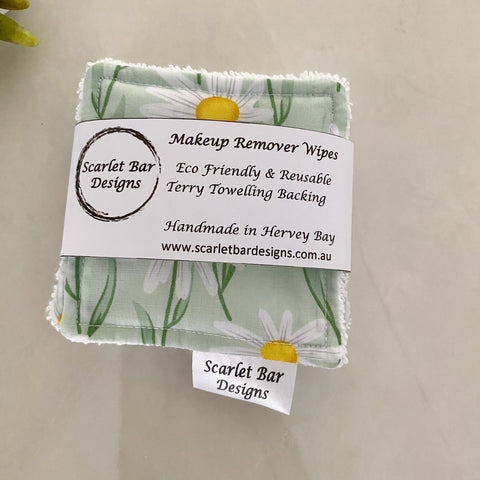 Scarlet Bar
Designs
Makeup Remover Wipes
Eco Friendly & Reusable
Terry Towelling Backing
Handmade in Hervey Bay
www.scarletbardesigns.com.au
Scarlet Bar
Designs